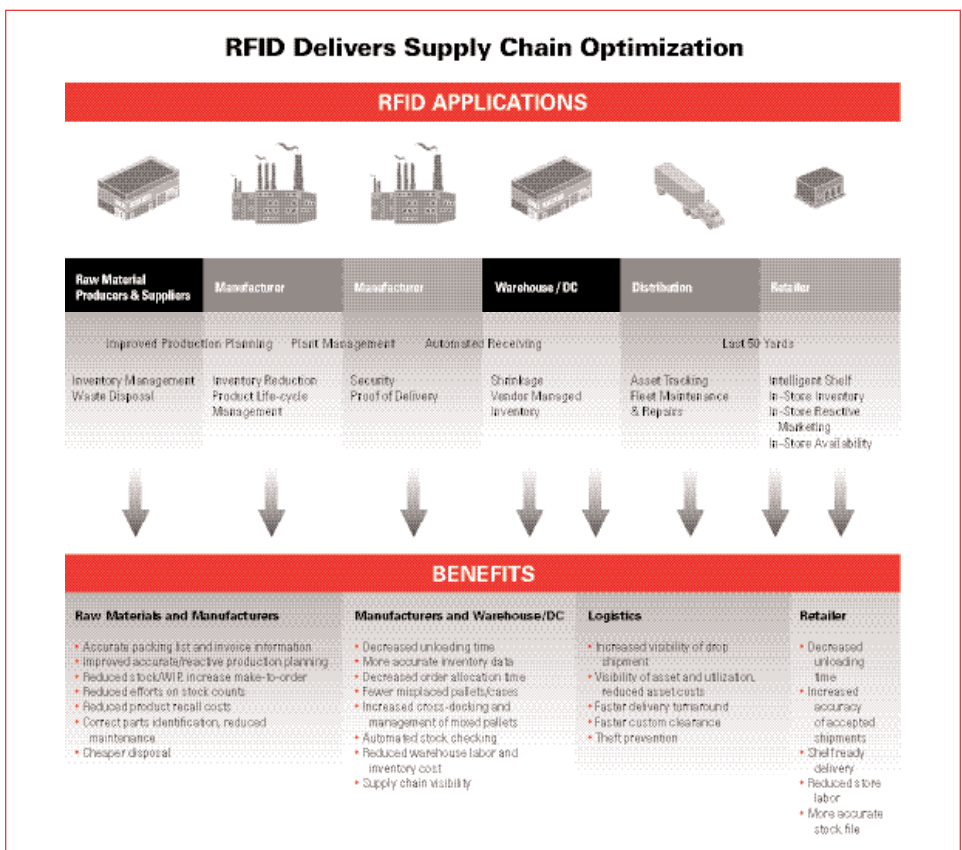 RFID Delivers Supply Chain Optimization
RFID APPLICATIONS
Raw Material
Producers & Suppliers
Manufacturer
Manufacturer
Warehouse / DC
Distribution
Retailer
Improved Production Planning
Plant Management
Automated Receiving
Last 50 Yards
Inventory Management
Waste Disposal
Inventory Reduction
Product Life-cycle
Management
Security
Proof of Delivery
Shrinkage
Vendor Managed
Inventory
Asset Tracking
Fleet Maintenance
& Repairs
Intelligent Shelf
In-Store Inventory
In-Store Reactive
Marketing
In-Store Availability
BENEFITS
Raw Materials and Manufacturers
• Accurate packing list and invoice information
• Improved accurate/reactive production planning
• Reduced stock/WIP, increase make-to-order
• Reduced efforts on stock counts
• Reduced product recall costs
• Correct parts identification, reduced
maintenance
• Cheaper disposal
Manufacturers and Warehouse/DC
• Decreased unloading time
• More accurate inventory data
• Decreased order allocation time
• Fewer misplaced pallets/cases
• Increased cross-docking and
management of mixed pallets
• Automated stock checking
• Reduced warehouse labor and
inventory cost
• Supply chain visibility
Logistics
• Increased visibility of drop
shipment
• Visibility of asset and utilization,
reduced asset costs
• Faster delivery turnaround
• Faster custom clearance
• Theft prevention
Retailer
• Decreased
unloading
time
• Increased
accuracy
of accepted
shipments
• Shelf ready
delivery
• Reduced store
labor
• More accurate
stock file